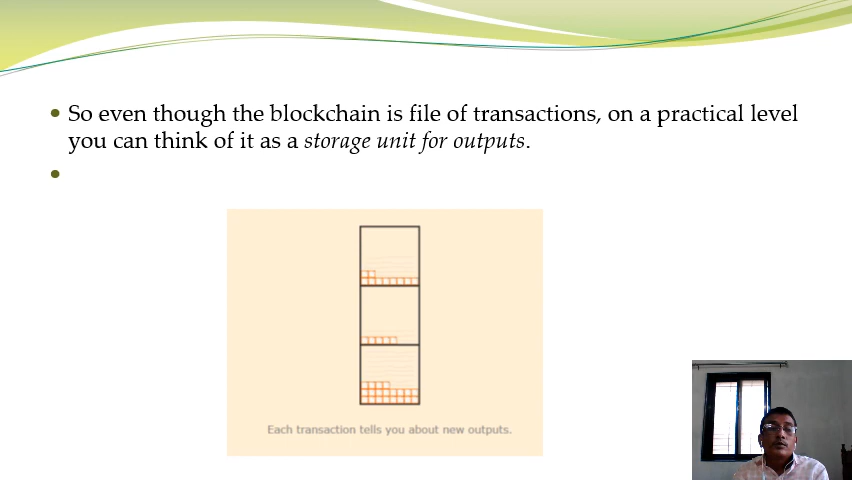 So even though the blockchain is file of transactions, on a practical level
you can think of it as a storage unit for outputs.
Each transaction tells you about new outputs.